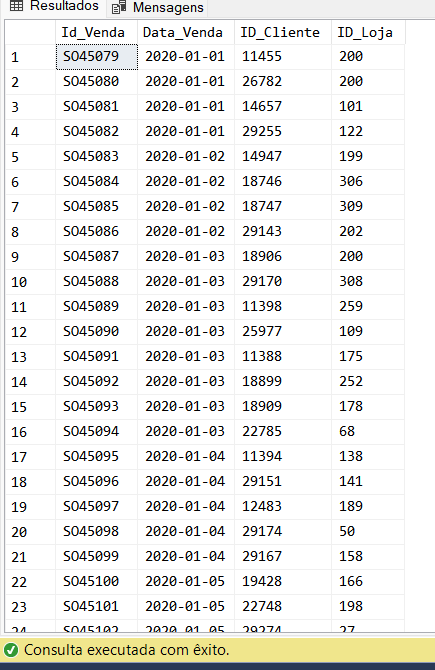 Resultados Mensagens
Id_Venda Data_Venda ID_Cliente ID_Loja
1 SO45079 2020-01-01 11455 200
2 SO45080 2020-01-01 26782 200
3 SO45081 2020-01-01 14657 101
4 SO45082 2020-01-01 29255 122
5 SO45083 2020-01-02 14947 199
6 SO45084 2020-01-02 18746 306
7 SO45085 2020-01-02 18747 309
8 SO45086 2020-01-02 29143 202
9 SO45087 2020-01-03 18906 200
10 SO45088 2020-01-03 29170 308
11 SO45089 2020-01-03 11398 259
12 SO45090 2020-01-03 25977 109
13 SO45091 2020-01-03 11388 175
14 SO45092 2020-01-03 18899 252
15 SO45093 2020-01-03 18909 178
16 SO45094 2020-01-03 22785 68
17 SO45095 2020-01-04 11394 138
18 SO45096 2020-01-04 29151 141
19 SO45097 2020-01-04 12483 189
20 SO45098 2020-01-04 29174 50
21 SO45099 2020-01-04 29167 158
22 SO45100 2020-01-05 19428 166
23 SO45101 2020-01-05 22748 198
24 SO45102 2020-01-05 29274 27
Consulta executada com êxito.